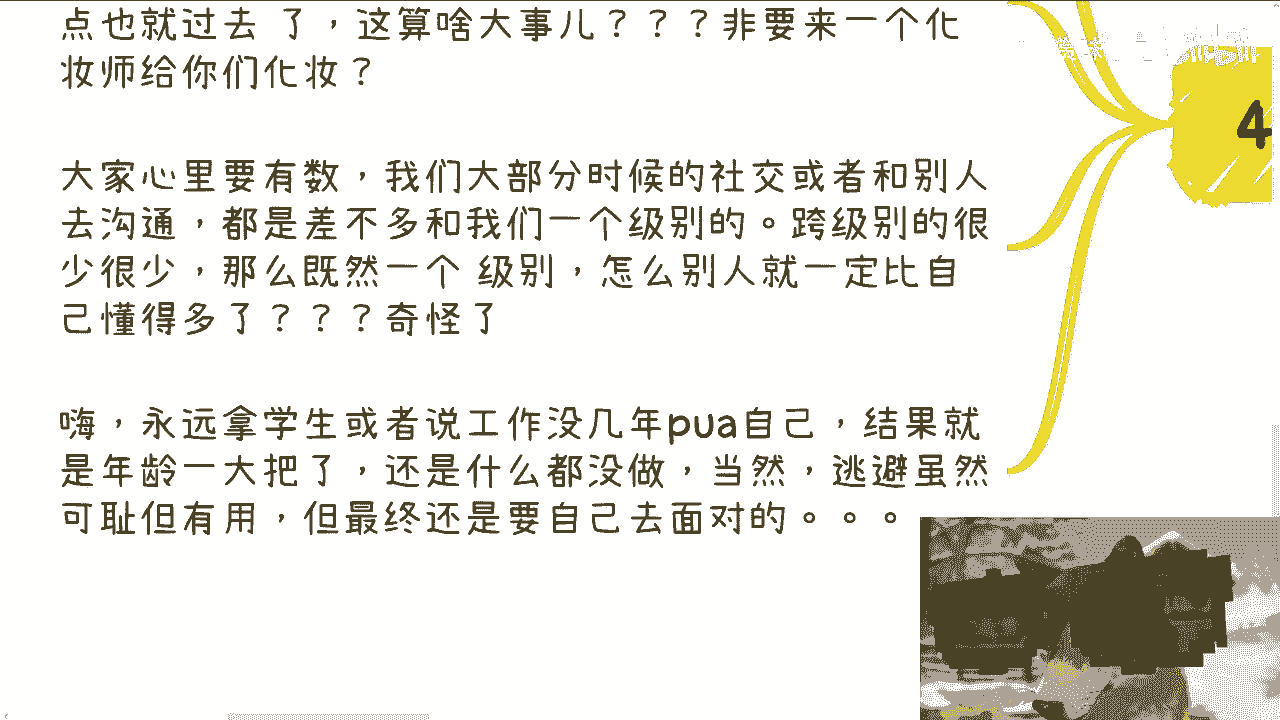 点也就过去 了，这算啥大事儿？？？非要来一个化
妆师给你们化妆？
大家心里要有数，我们大部分时候的社交或者和别人
去沟通，都是差不多和我们一个级别的。跨级别的很
少很少，那么既然一个 级别，怎么别人就一定比自
己懂得多了？？？奇怪了
嗨，永远拿学生或者说工作没几年pua自己，结果就
是年龄一大把了，还是什么都没做，当然，逃避虽然
可耻但有用，但最终还是要自己去面对的。。。
4